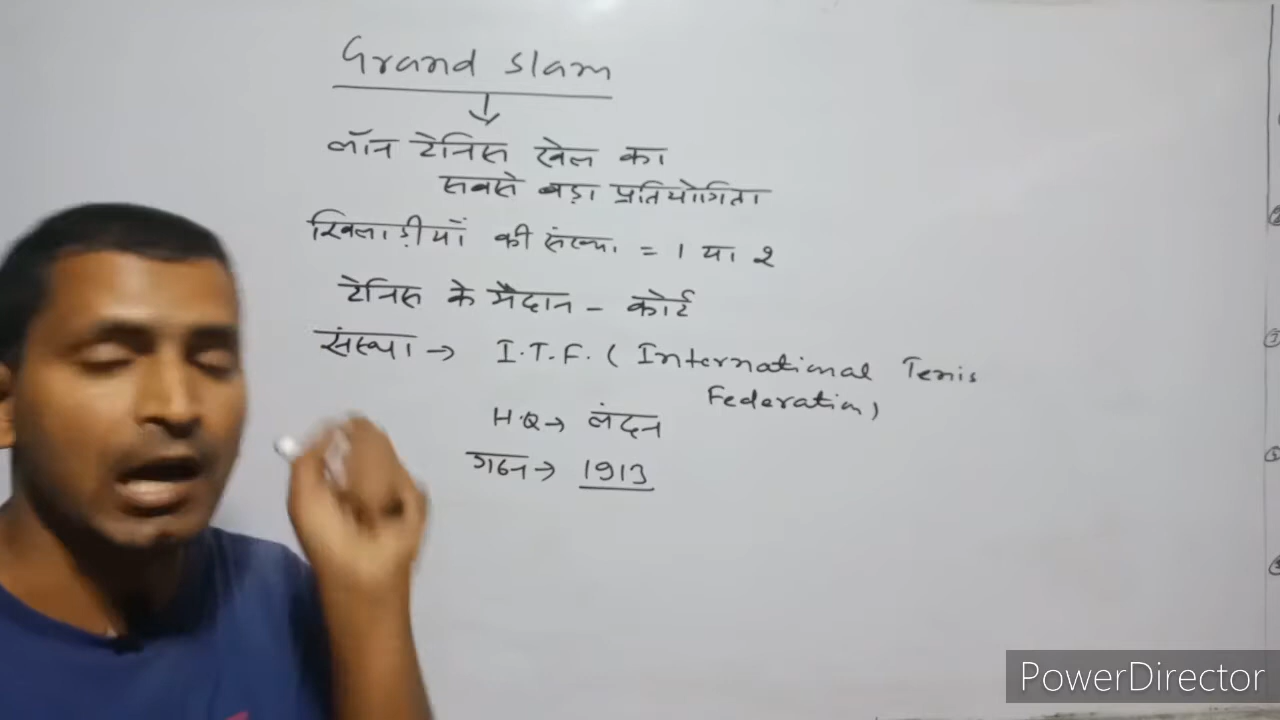 Grand slam
लॉन टेनिस खेल का
सबसे बड़ा प्रतियोगिता
खिलाड़ीयों की संख्या = 1 या 2
टेनिस के मैदान - कोर्ट
संस्था → I.T.F. ( International Tenis
Federation)
H.Q → लंदन
गठन → 1913
PowerDirector